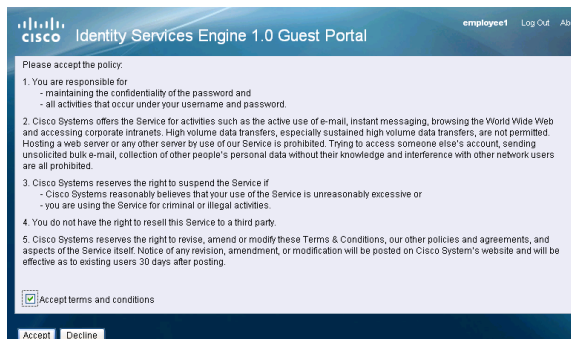 CISCO Identity Services Engine 1.0 Guest Portal
employee1 Log Out Ab
Please accept the policy:
1. You are responsible for
- maintaining the confidentiality of the password and
- all activities that occur under your username and password.
2. Cisco Systems offers the Service for activities such as the active use of e-mail, instant messaging, browsing the World Wide Web
and accessing corporate intranets. High volume data transfers, especially sustained high volume data transfers, are not permitted.
Hosting a web server or any other server by use of our Service is prohibited. Trying to access someone else's account, sending
unsolicited bulk e-mail, collection of other people's personal data without their knowledge and interference with other network users
are all prohibited.
3. Cisco Systems reserves the right to suspend the Service if
- Cisco Systems reasonably believes that your use of the Service is unreasonably excessive or
- you are using the Service for criminal or illegal activities.
4. You do not have the right to resell this Service to a third party.
5. Cisco Systems reserves the right to revise, amend or modify these Terms & Conditions, our other policies and agreements, and
aspects of the Service itself. Notice of any revision, amendment, or modification will be posted on Cisco System's website and will be
effective as to existing users 30 days after posting.
Accept terms and conditions
Accept Decline